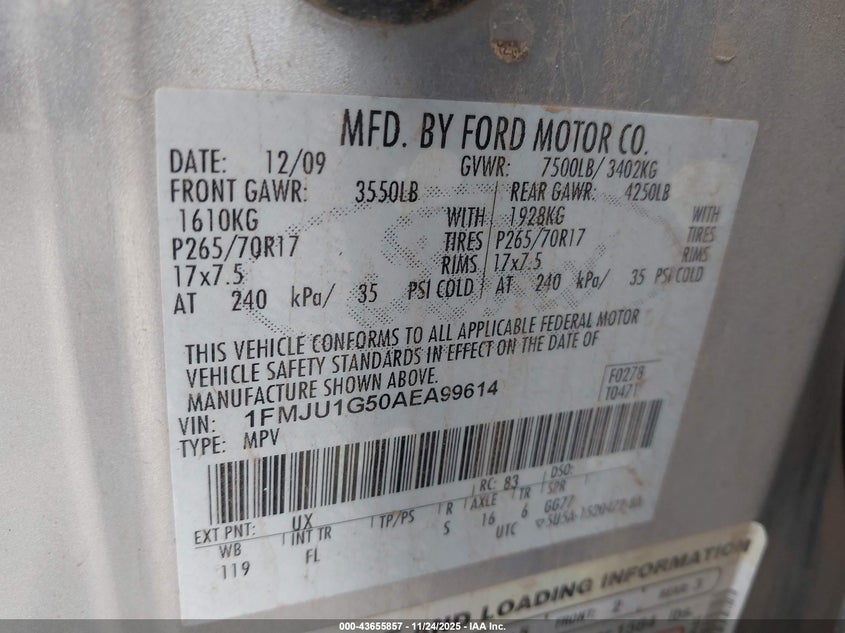 MFD. BY FORD MOTOR CO.
DATE: 12/09 GVWR: 7500LB/ 3402KG
FRONT GAWR: 3550LB REAR GAWR: 4250LB
1610KG WITH 1928KG WITH
P265/70R17 TIRES P265/70R17 TIRES
17x7.5 RIMS 17x7.5 RIMS
AT 240 kPa/ 35 PSI COLD AT 240 kPa/ 35 PSI COLD
THIS VEHICLE CONFORMS TO ALL APPLICABLE FEDERAL MOTOR
VEHICLE SAFETY STANDARDS IN EFFECT ON THE DATE OF
MANUFACTURE SHOWN ABOVE.
F0278
VIN: 1FMJU1G50AEA99614
T0471
TYPE: MPV
RC: 83 DSO:
EXT PNT: UX
INT TR TP/PS R AXLE TR SPR
WB FL S 16 6 GG77
119
UTC
ND LOADING INFORMATION
FRONT: 2 REAR: 3
000-43655857 - 11/24/2025 - IAA Inc.